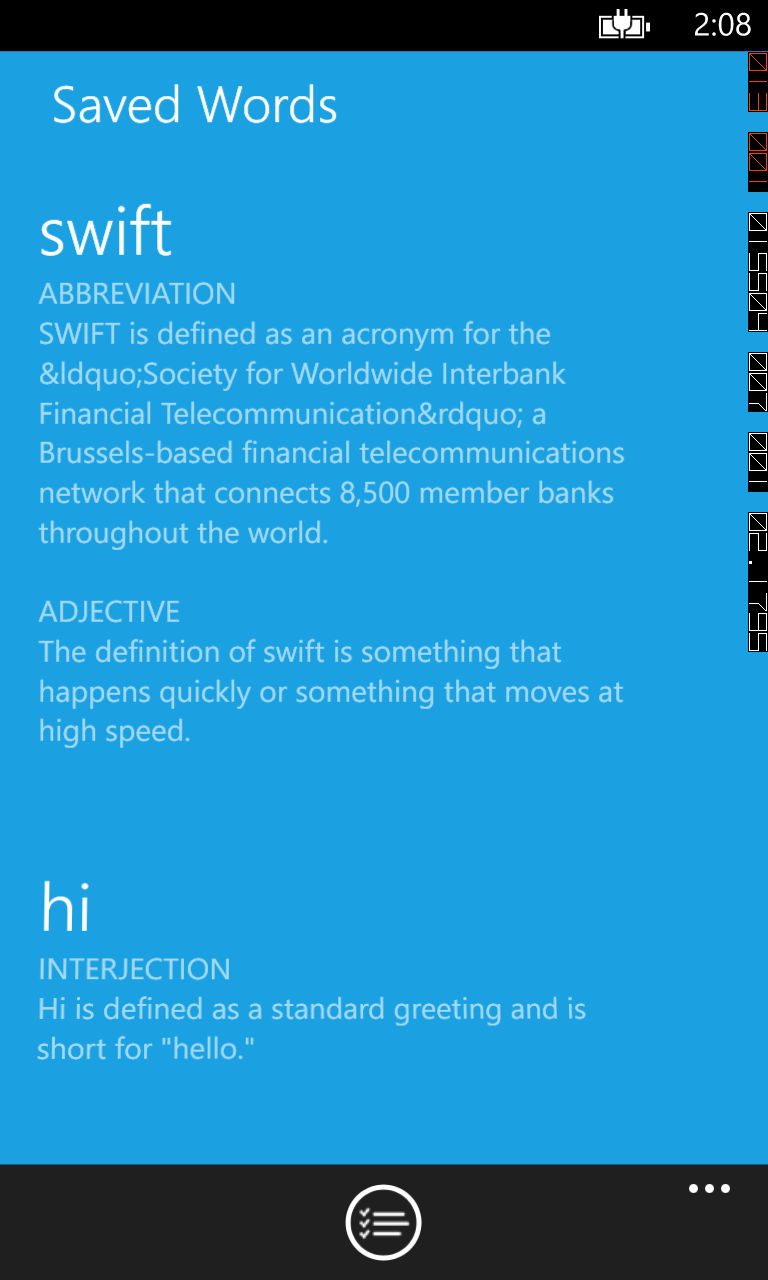 2:08
Saved Words
swift
ABBREVIATION
SWIFT is defined as an acronym for the
&ldquo;Society for Worldwide Interbank
Financial Telecommunication&rdquo; a
Brussels-based financial telecommunications
network that connects 8,500 member banks
throughout the world.
ADJECTIVE
The definition of swift is something that
happens quickly or something that moves at
high speed.
hi
INTERJECTION
Hi is defined as a standard greeting and is
short for "hello."